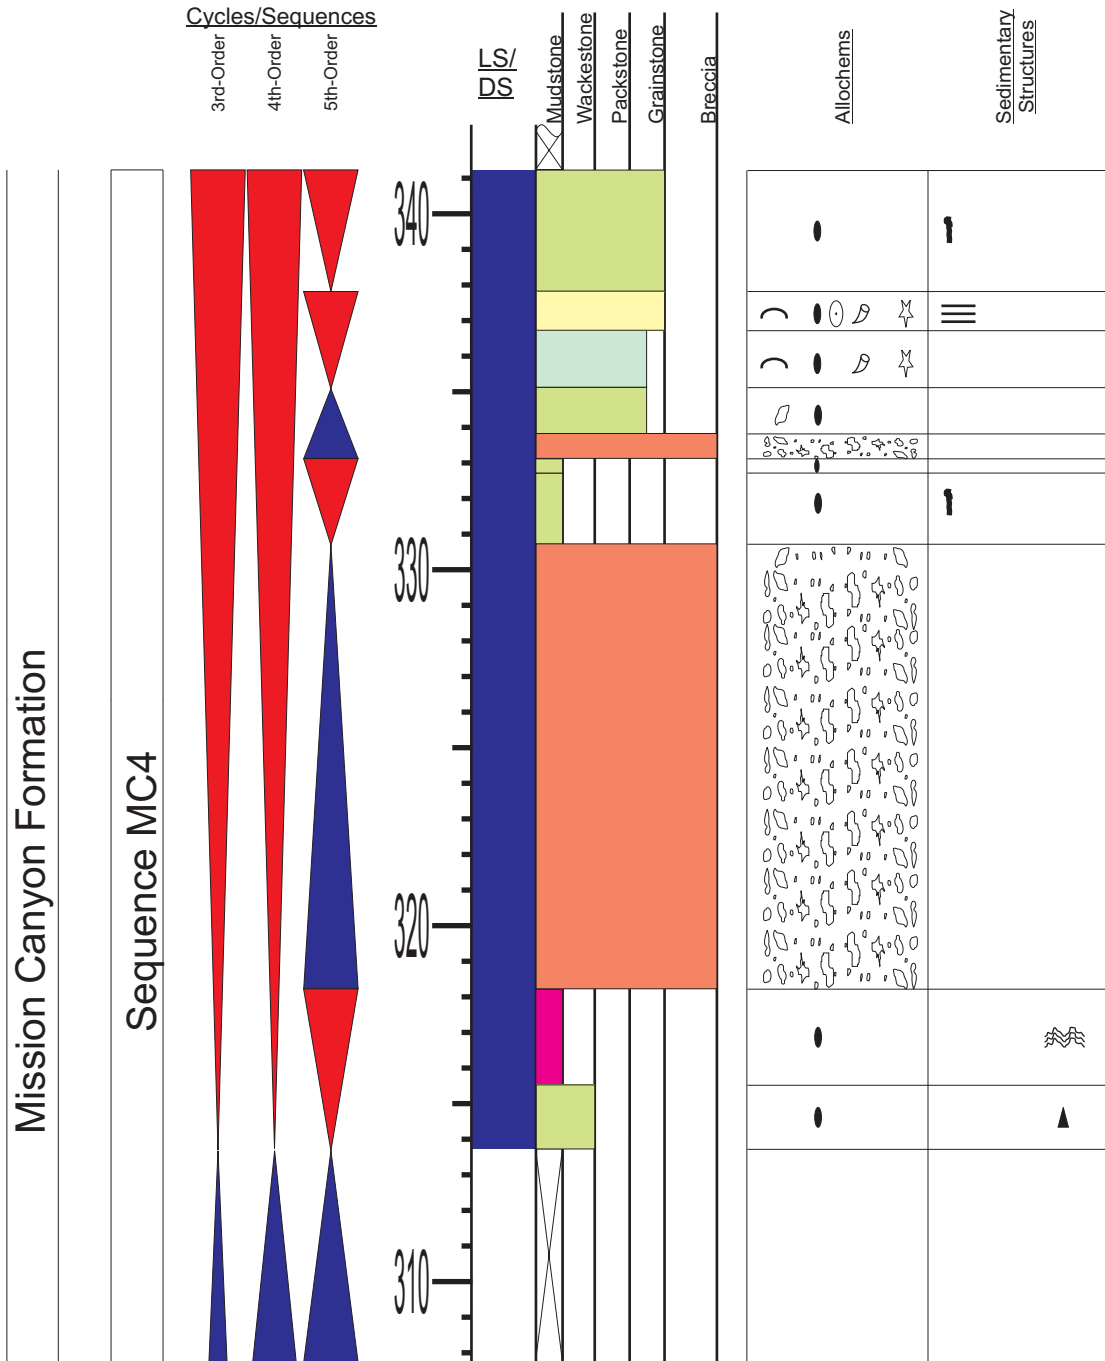 Cycles/Sequences
3rd-Order
4th-Order
5th-Order
LS/
DS
Mudstone
Wackestone
Packstone
Grainstone
Breccia
Allochems
Sedimentary
Structures
340
330
320
310
Mission Canyon Formation
Sequence MC4